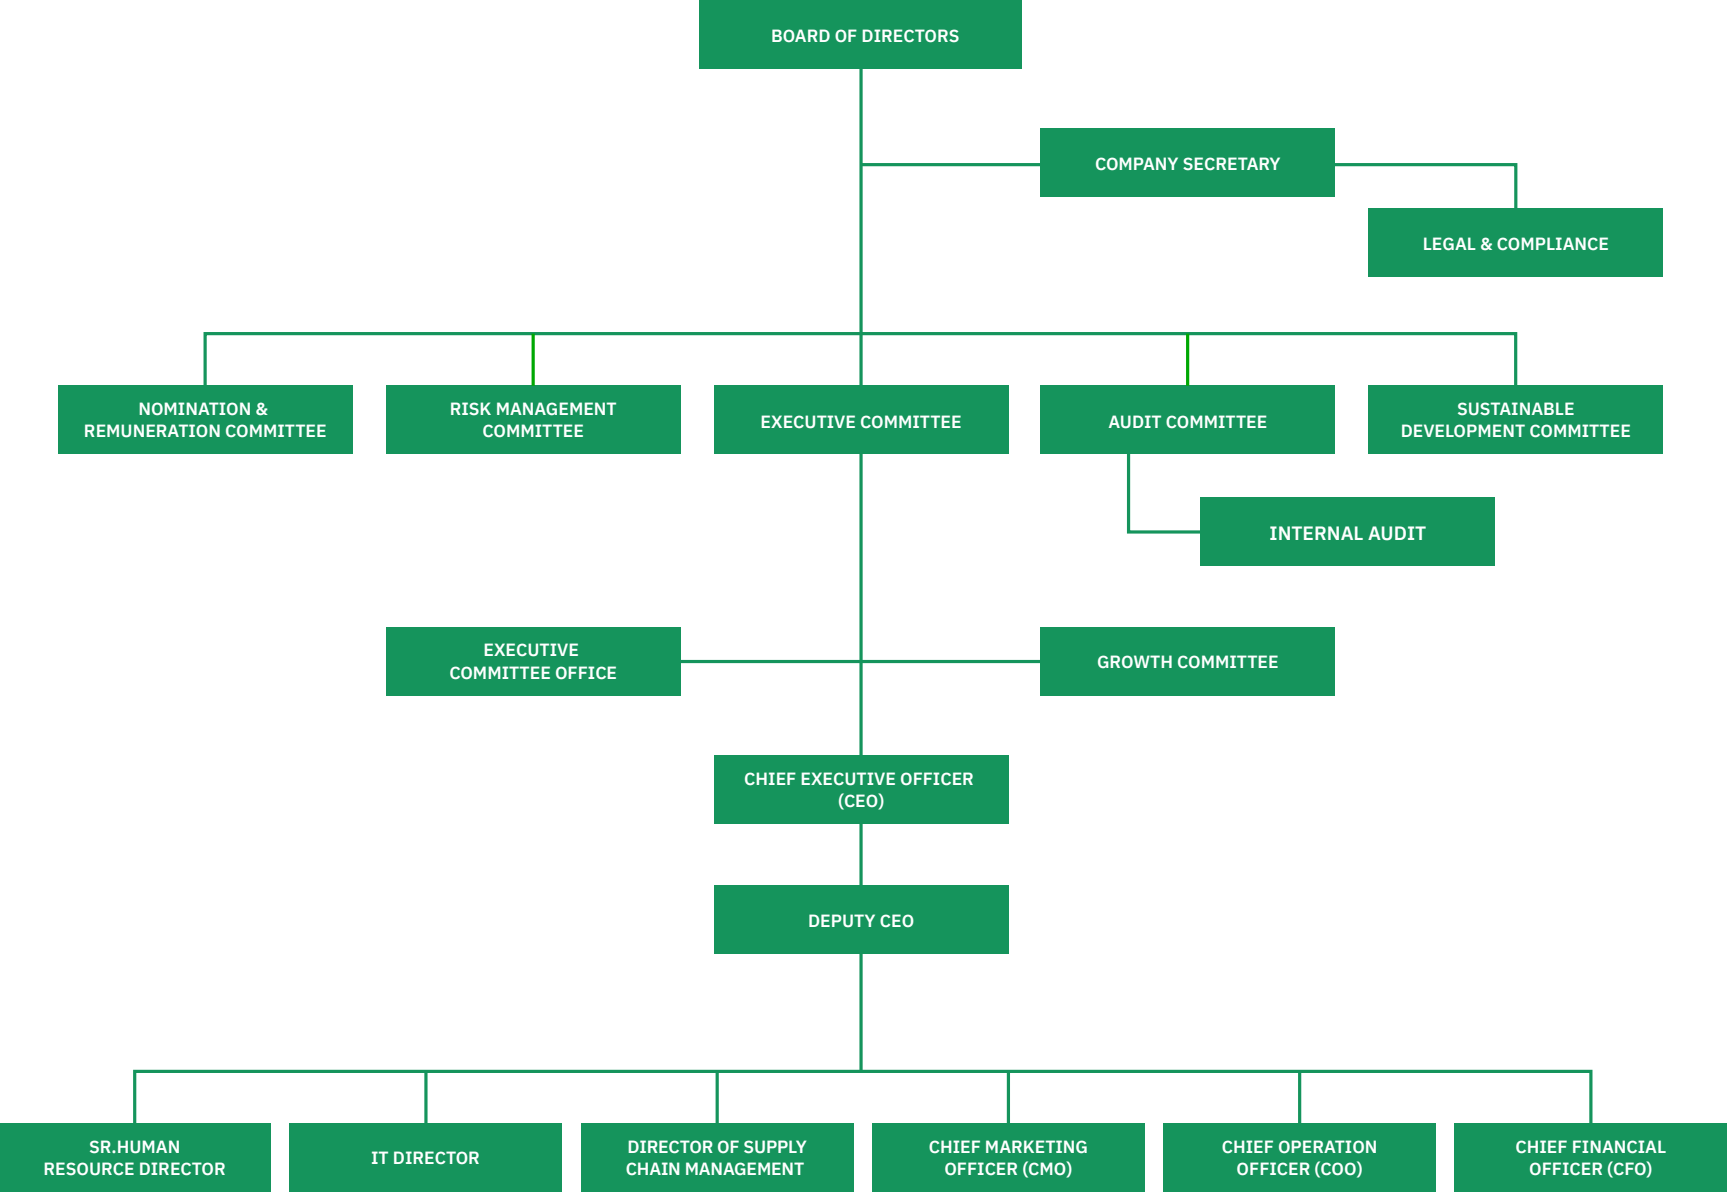 BOARD OF DIRECTORS
COMPANY SECRETARY
LEGAL & COMPLIANCE
NOMINATION &
REMUNERATION COMMITTEE
RISK MANAGEMENT
COMMITTEE
EXECUTIVE COMMITTEE
AUDIT COMMITTEE
SUSTAINABLE
DEVELOPMENT COMMITTEE
INTERNAL AUDIT
EXECUTIVE
COMMITTEE OFFICE
GROWTH COMMITTEE
CHIEF EXECUTIVE OFFICER
(CEO)
DEPUTY CEO
SR.HUMAN
RESOURCE DIRECTOR
IT DIRECTOR
DIRECTOR OF SUPPLY
CHAIN MANAGEMENT
CHIEF MARKETING
OFFICER (CMO)
CHIEF OPERATION
OFFICER (COO)
CHIEF FINANCIAL
OFFICER (CFO)